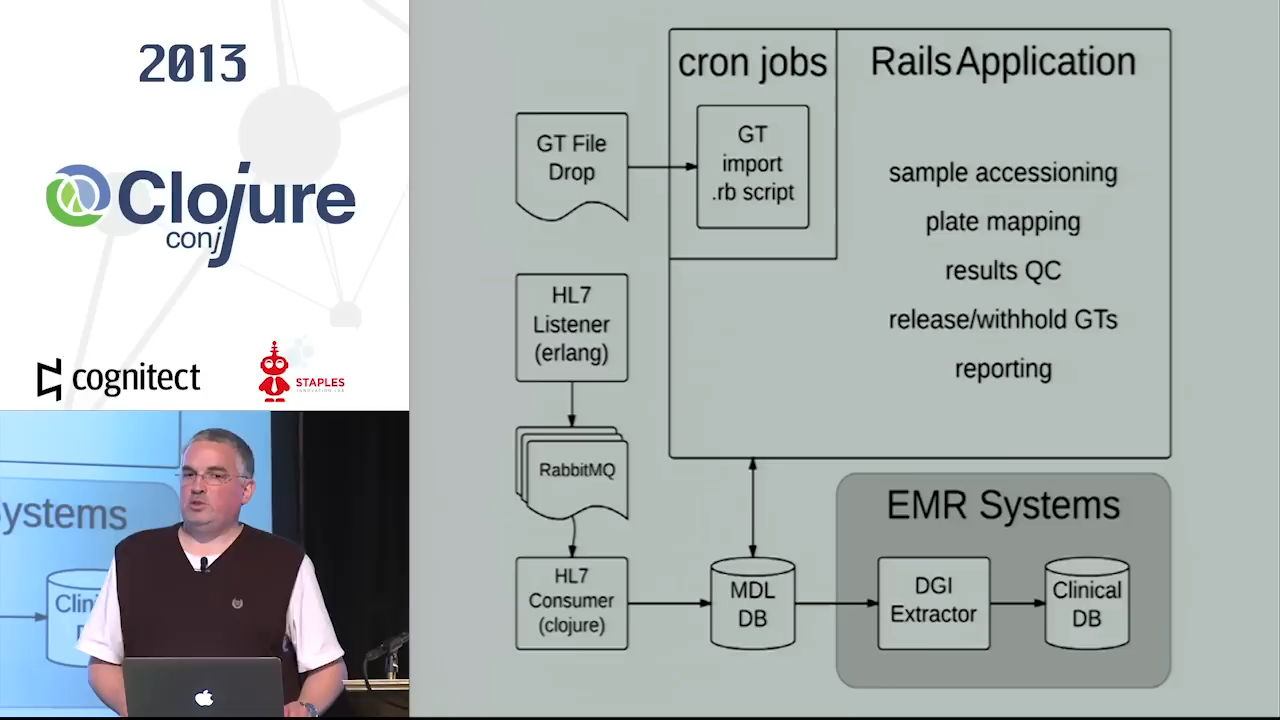 2013
Clojure
conj
cognitect
STAPLES
ystems
Clin
cron jobs
Rails Application
GT File
Drop
GT
import
.rb script
sample accessioning
plate mapping
results QC
release/withhold GTs
reporting
HL7
Listener
(erlang)
RabbitMQ
HL7
Consumer
(clojure)
MDL
DB
EMR Systems
DGI
Extractor
Clinical
DB